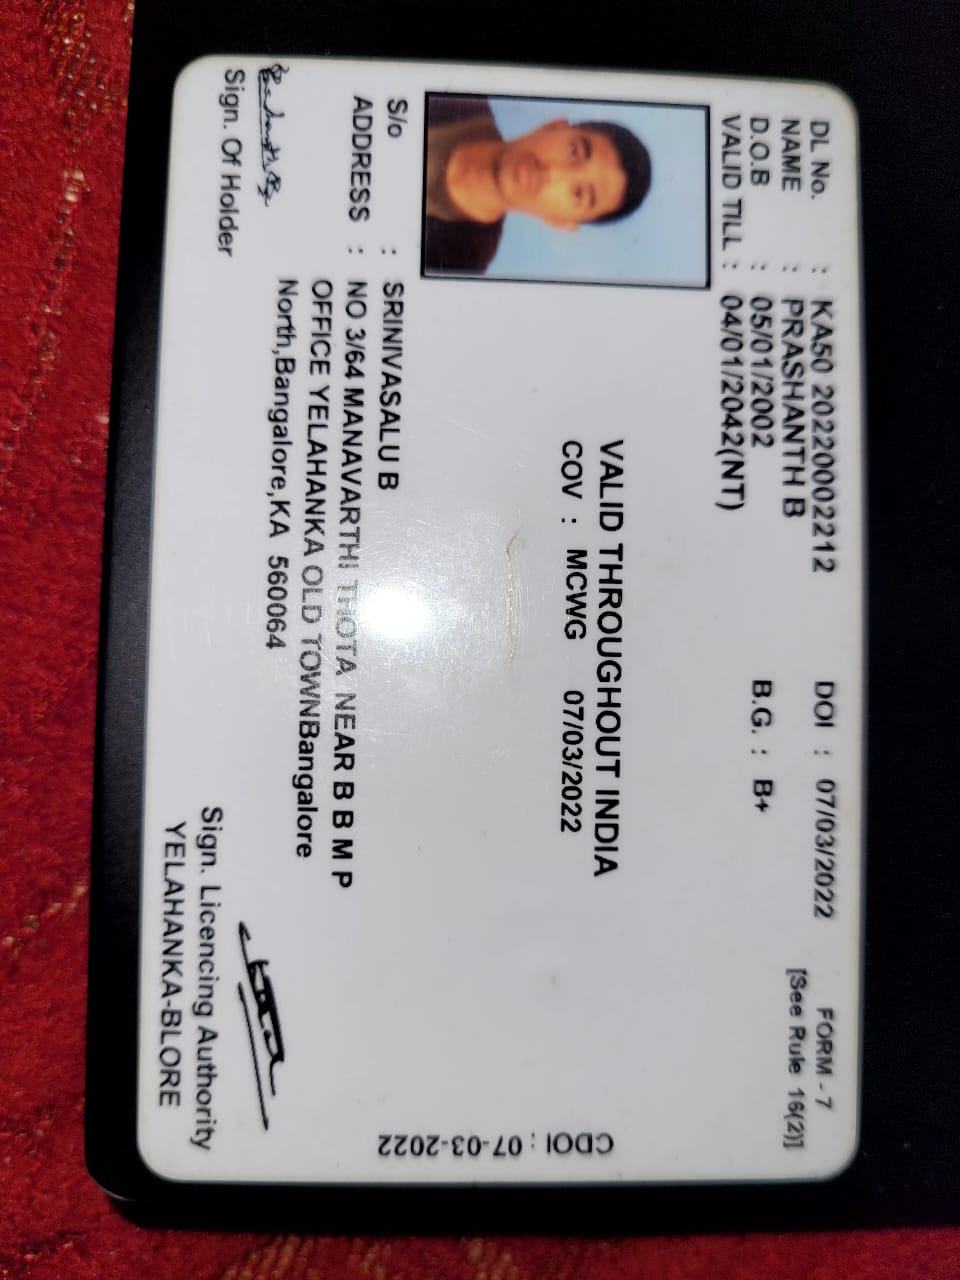 DL No. : KA50 20220002212 DOI : 07/03/2022 FORM - 7
NAME : PRASHANTH B [See Rule 16(2)]
D.O.B : 05/01/2002 B.G. : B+
VALID TILL : 04/01/2042(NT)
VALID THROUGHOUT INDIA
COV : MCWG 07/03/2022
CDOI : 07-03-2022
S/o : SRINIVASALU B
ADDRESS : NO 3/64 MANAVARTHI THOTA NEAR B B M P
OFFICE YELAHANKA OLD TOWNBangalore
North,Bangalore,KA 560064
Sign. Of Holder
Sign. Licencing Authority
YELAHANKA-BLORE